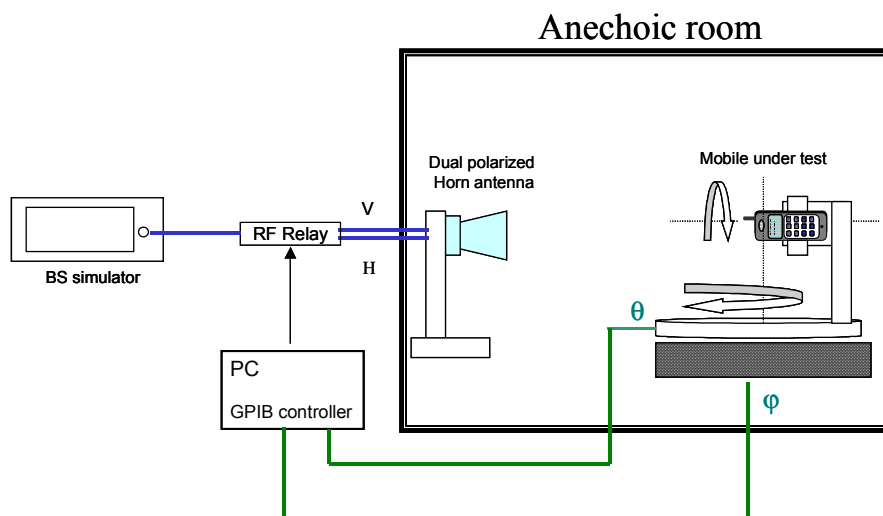 Anechoic room
Dual polarized
Horn antenna
Mobile under test
V
RF Relay
H
BS simulator
θ
PC
GPIB controller
φ